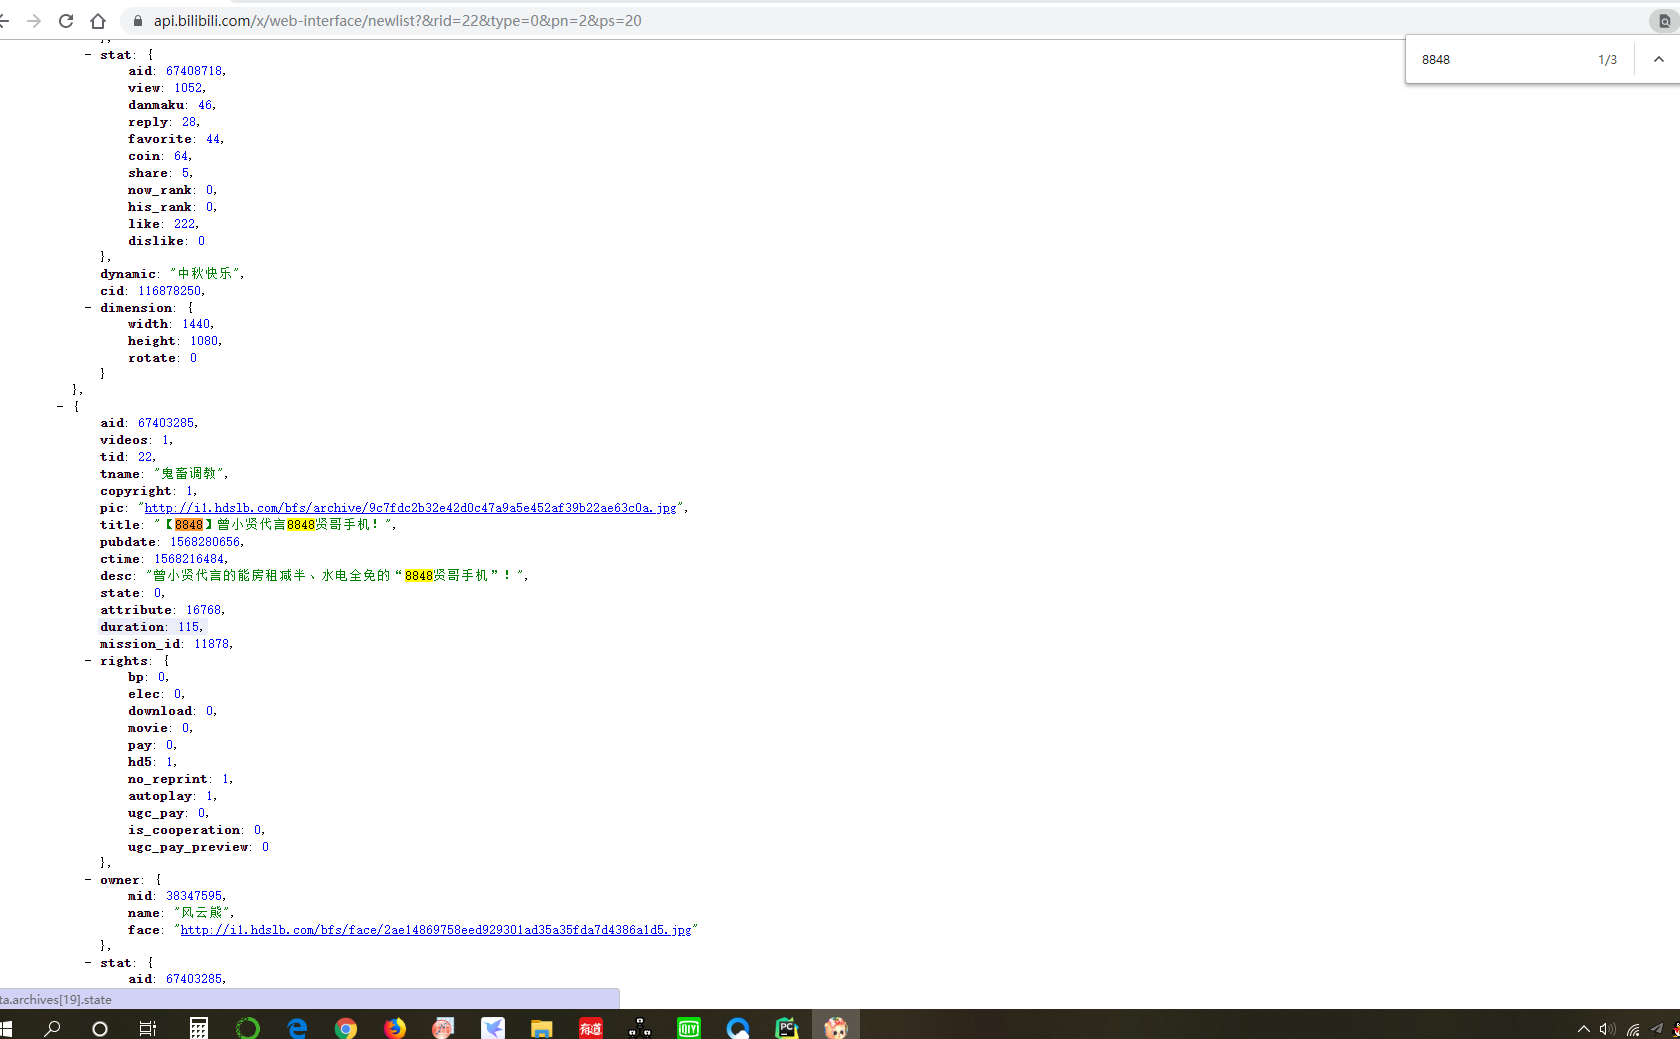 api.bilibili.com/x/web-interface/newlist?&rid=22&type=0&pn=2&ps=20
8848 1/3
},
- stat: {
aid: 67408718,
view: 1052,
danmaku: 46,
reply: 28,
favorite: 44,
coin: 64,
share: 5,
now_rank: 0,
his_rank: 0,
like: 222,
dislike: 0
},
dynamic: "中秋快乐",
cid: 116878250,
- dimension: {
width: 1440,
height: 1080,
rotate: 0
}
},
- {
aid: 67403285,
videos: 1,
tid: 22,
tname: "鬼畜调教",
copyright: 1,
pic: "http://i1.hdslb.com/bfs/archive/9c7fdc2b32e42d0c47a9a5e452af39b22ae63c0a.jpg",
title: "【8848】曾小贤代言8848贤哥手机！",
pubdate: 1568280656,
ctime: 1568216484,
desc: "曾小贤代言的能房租减半、水电全免的“8848贤哥手机”！",
state: 0,
attribute: 16768,
duration: 115,
mission_id: 11878,
- rights: {
bp: 0,
elec: 0,
download: 0,
movie: 0,
pay: 0,
hd5: 1,
no_reprint: 1,
autoplay: 1,
ugc_pay: 0,
is_cooperation: 0,
ugc_pay_preview: 0
},
- owner: {
mid: 38347595,
name: "风云熊",
face: "http://i1.hdslb.com/bfs/face/2ae14869758eed929301ad35a35fda7d4386a1d5.jpg"
},
- stat: {
aid: 67403285,
ta.archives[19].state
有道
QIY
PC